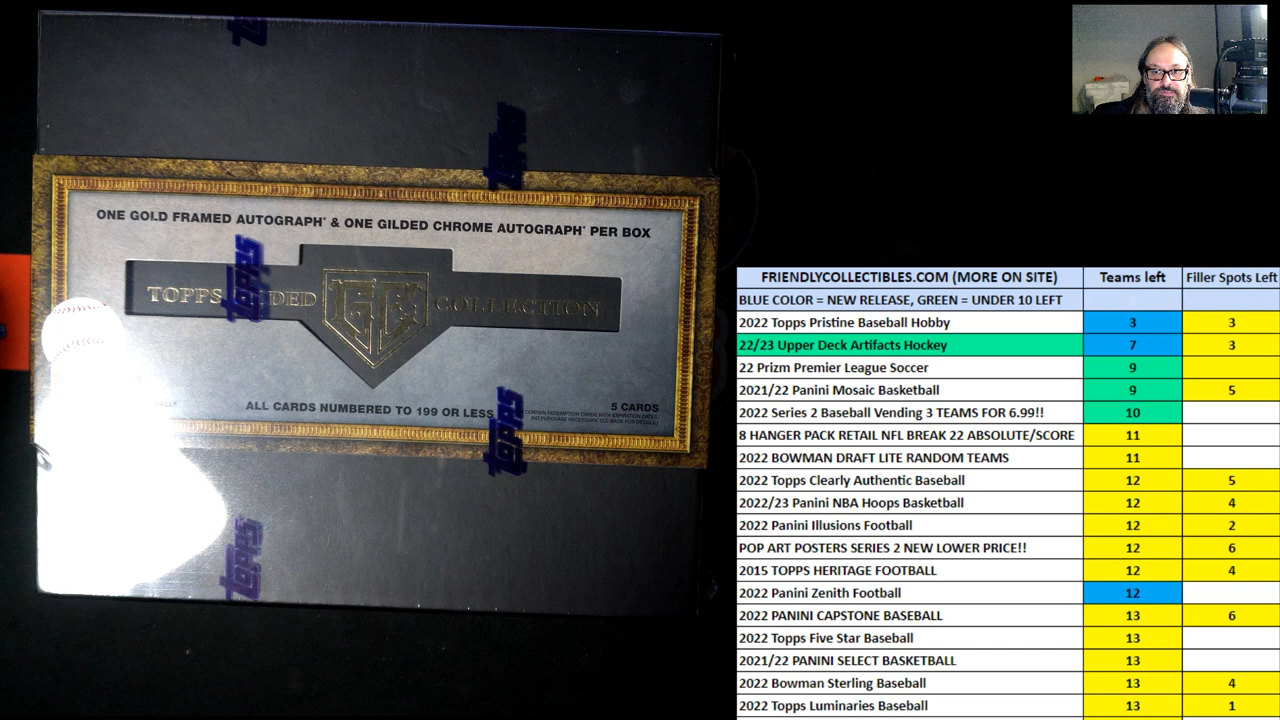 ONE GOLD FRAMED AUTOGRAPH* & ONE GILDED CHROME AUTOGRAPH* PER BOX
TOPPS COLLECTION
5 CARDS
ALL CARDS NUMBERED TO 199 OR LESS
topps
topps
topps
topps
topps
FRIENDLYCOLLECTIBLES.COM (MORE ON SITE) Teams left Filler Spots Left
BLUE COLOR = NEW RELEASE, GREEN = UNDER 10 LEFT
2022 Topps Pristine Baseball Hobby 3 3
22/23 Upper Deck Artifacts Hockey 7 3
22 Prizm Premier League Soccer 9
2021/22 Panini Mosaic Basketball 9 5
2022 Series 2 Baseball Vending 3 TEAMS FOR 6.99!! 10
8 HANGER PACK RETAIL NFL BREAK 22 ABSOLUTE/SCORE 11
2022 BOWMAN DRAFT LITE RANDOM TEAMS 11
2022 Topps Clearly Authentic Baseball 12 5
2022/23 Panini NBA Hoops Basketball 12 4
2022 Panini Illusions Football 12 2
POP ART POSTERS SERIES 2 NEW LOWER PRICE!! 12 6
2015 TOPPS HERITAGE FOOTBALL 12 4
2022 Panini Zenith Football 12
2022 PANINI CAPSTONE BASEBALL 13 6
2022 Topps Five Star Baseball 13
2021/22 PANINI SELECT BASKETBALL 13
2022 Bowman Sterling Baseball 13 4
2022 Topps Luminaries Baseball 13 1